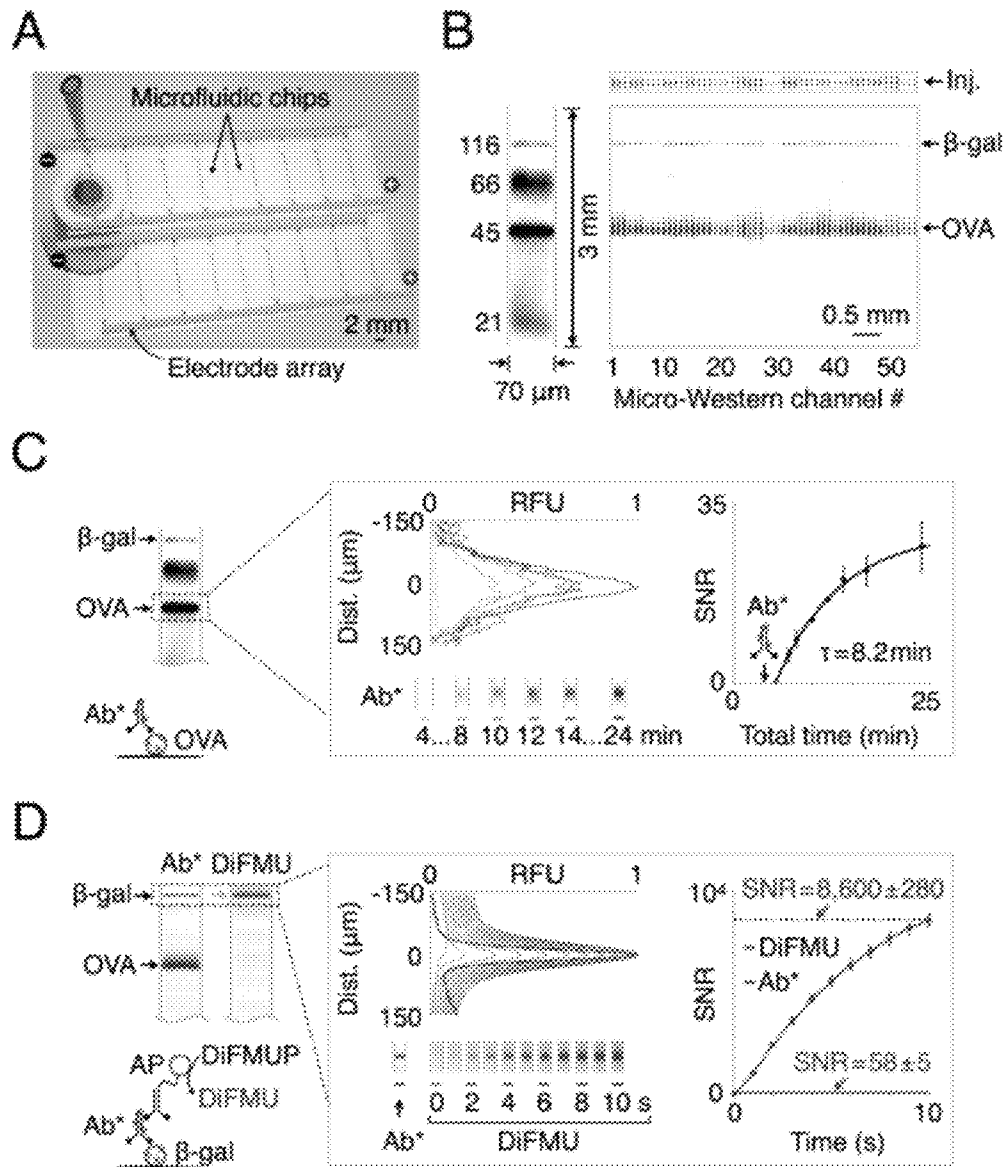 A
Microfluidic chips
2 mm
Electrode array
B
Inj.
β-gal
OVA
116
66
45
21
3 mm
70 µm
0.5 mm
1 10 20 30 40 50
Micro-Western channel #
C
β-gal
OVA
Ab*
OVA
0 RFU 1
-150
0
150
Dist. (µm)
Ab*
4...8 10 12 14...24 min
35
SNR
0
Ab*
τ=8.2min
0 25
Total time (min)
D
Ab* DiFMU
β-gal
OVA
AP
DiFMUP
DiFMU
Ab*
β-gal
0 RFU 1
-150
0
150
Dist. (µm)
0 2 4 6 8 10 s
Ab* DiFMU
10⁴
SNR
0
SNR=8,600±280
DiFMU
Ab*
SNR=58±5
0 10
Time (s)